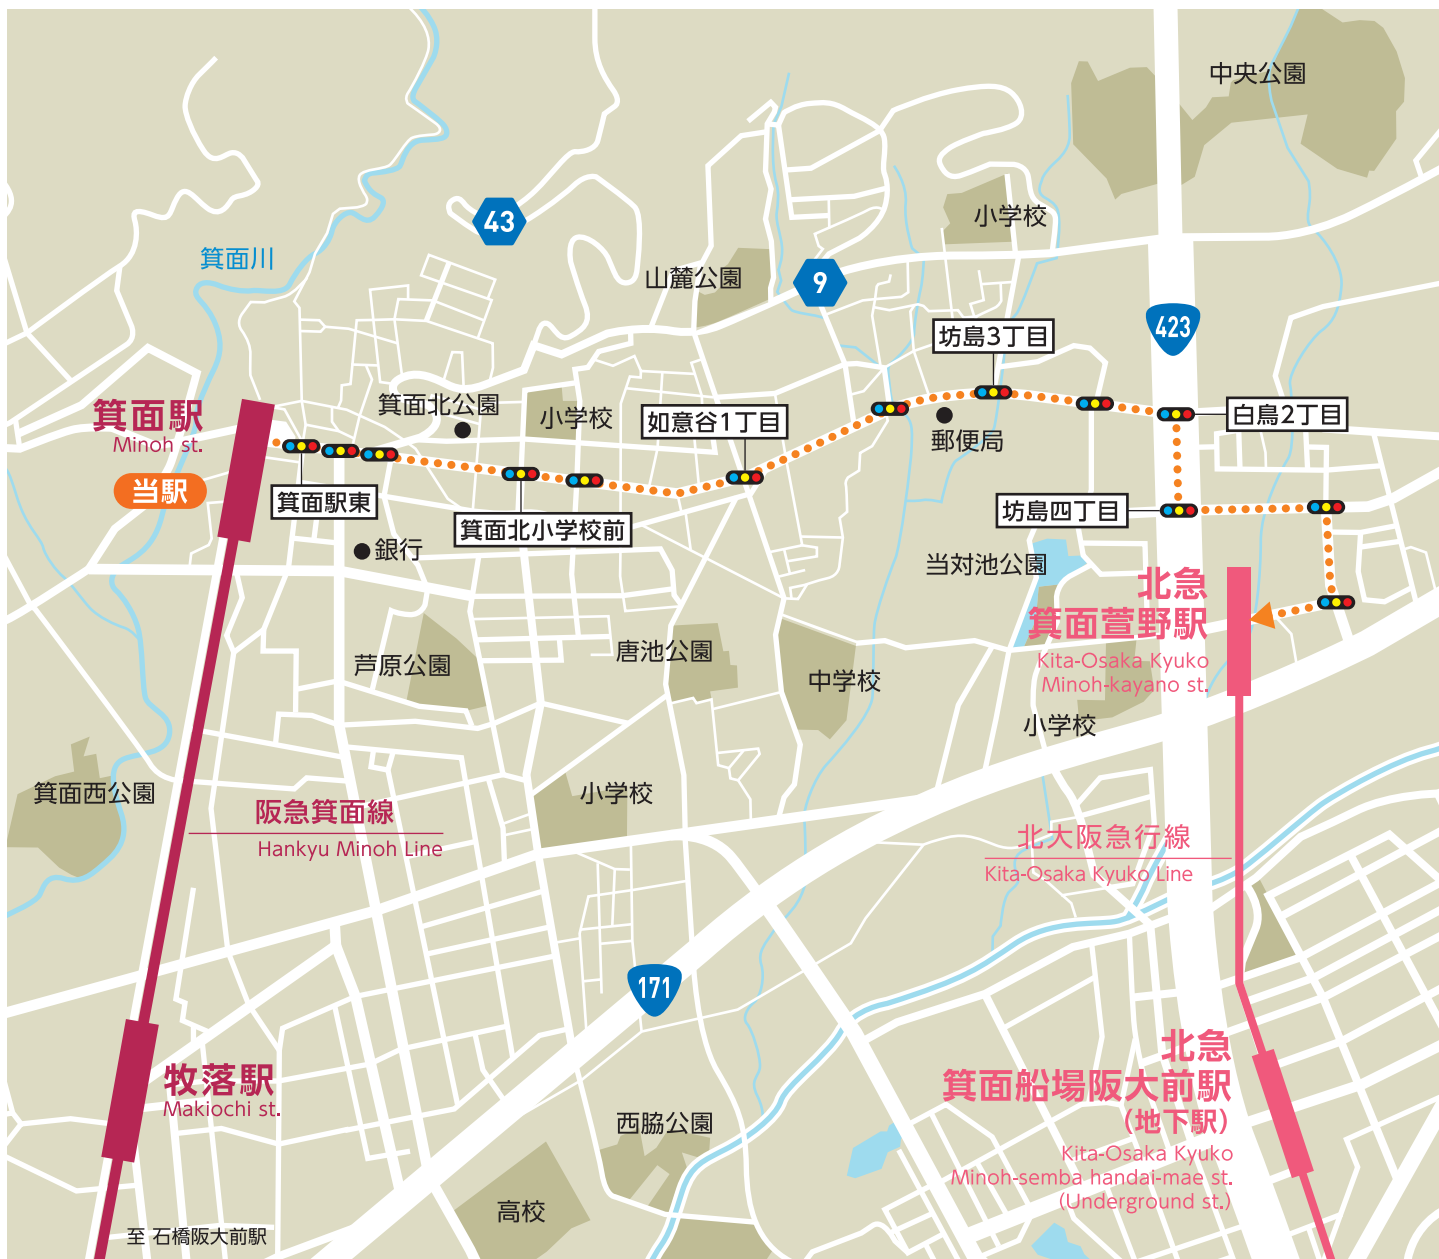 中央公園
小学校
43
箕面川
山麓公園
9
423
坊島3丁目
箕面駅
Minoh st.
当駅
箕面北公園
小学校
如意谷1丁目
郵便局
白島2丁目
箕面駅東
箕面北小学校前
坊島四丁目
銀行
当対池公園
北急
箕面萱野駅
Kita-Osaka Kyuko
Minoh-kayano st.
芦原公園
唐池公園
中学校
小学校
箕面西公園
小学校
阪急箕面線
Hankyu Minoh Line
北大阪急行線
Kita-Osaka Kyuko Line
171
牧落駅
Makiochi st.
北急
箕面船場阪大前駅
(地下駅)
Kita-Osaka Kyuko
Minoh-semba handai-mae st.
(Underground st.)
西脇公園
高校
至 石橋阪大前駅